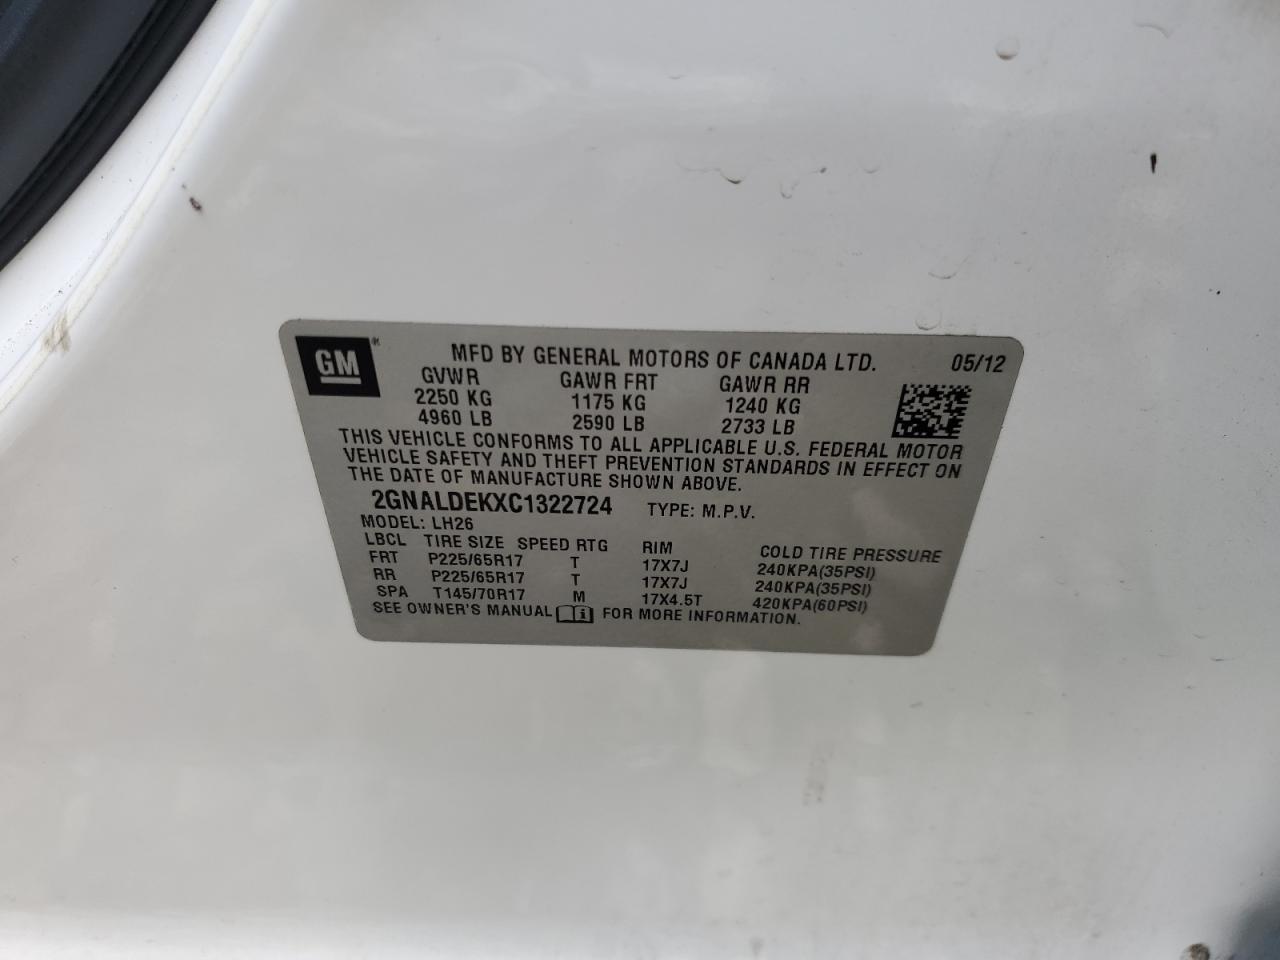 GM
MFD BY GENERAL MOTORS OF CANADA LTD. 05/12
GVWR GAWR FRT GAWR RR
2250 KG 1175 KG 1240 KG
4960 LB 2590 LB 2733 LB
THIS VEHICLE CONFORMS TO ALL APPLICABLE U.S. FEDERAL MOTOR
VEHICLE SAFETY AND THEFT PREVENTION STANDARDS IN EFFECT ON
THE DATE OF MANUFACTURE SHOWN ABOVE.
2GNALDEKXC1322724 TYPE: M.P.V.
MODEL: LH26
LBCL TIRE SIZE SPEED RTG RIM COLD TIRE PRESSURE
FRT P225/65R17 T 17X7J 240KPA(35PSI)
RR P225/65R17 T 17X7J 240KPA(35PSI)
SPA T145/70R17 M 17X4.5T 420KPA(60PSI)
SEE OWNER'S MANUAL i FOR MORE INFORMATION.